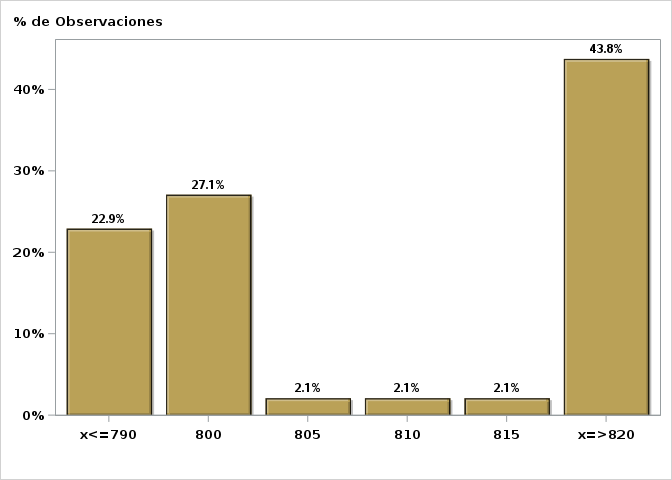 % de Observaciones
43.8%
40%
30%
27.1%
22.9%
20%
10%
2.1% 2.1% 2.1%
0%
x<=790 800 805 810 815 x=>820